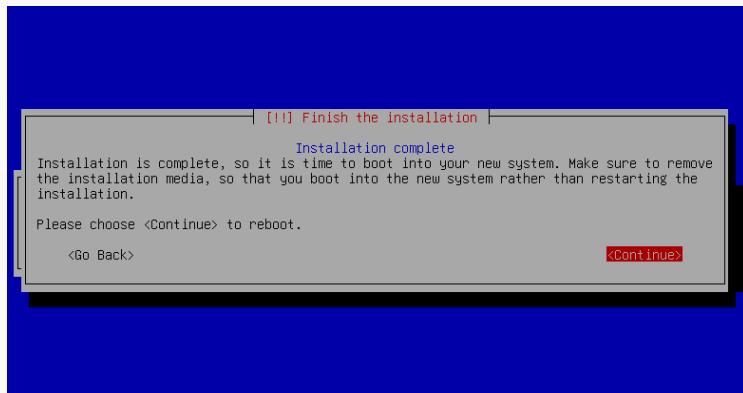 [!!] Finish the installation
Installation complete
Installation is complete, so it is time to boot into your new system. Make sure to remove
the installation media, so that you boot into the new system rather than restarting the
installation.
Please choose <Continue> to reboot.
<Go Back> <Continue>